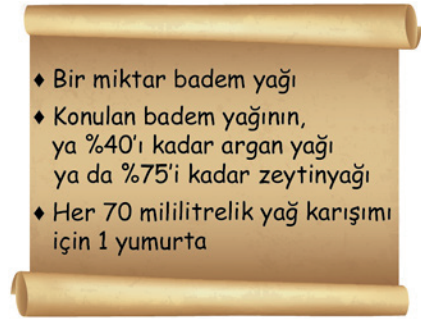 ♦ Bir miktar badem yağı
♦ Konulan badem yağının,
ya %40'ı kadar argan yağı
ya da %75'i kadar zeytinyağı
♦ Her 70 mililitrelik yağ karışımı
için 1 yumurta